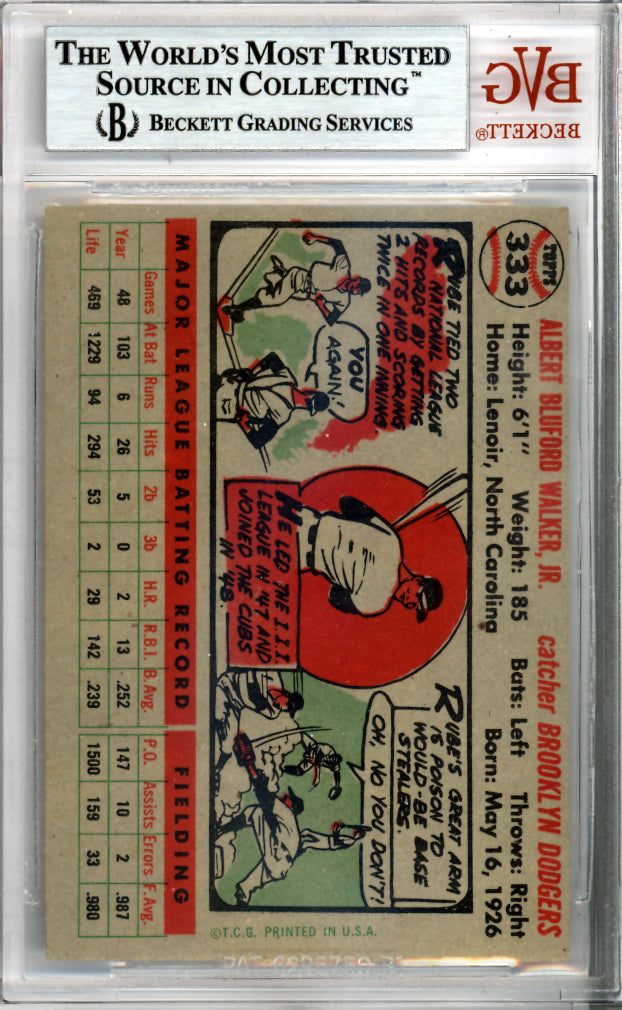 THE WORLD'S MOST TRUSTED
SOURCE IN COLLECTING™
B BECKETT GRADING SERVICES
BVG
BECKETT®
TOPPS
333
ALBERT BLUFORD WALKER, JR. catcher BROOKLYN DODGERS
Height: 6'1" Weight: 185 Bats: Left Throws: Right
Home: Lenoir, North Carolina Born: May 16, 1926
RUBE TIED TWO
NATIONAL LEAGUE
RECORDS BY GETTING
2 HITS AND SCORING
TWICE IN ONE INNING
YOU
AGAIN!
HE LED THE I.I.I.
LEAGUE IN '47 AND
JOINED THE CUBS
IN '48.
RUBE'S GREAT ARM
IS POISON TO
WOULD-BE BASE
STEALERS.
OH, NO YOU DON'T!
MAJOR LEAGUE BATTING RECORD FIELDING
Games At Bat Runs Hits 2b 3b H.R. R.B.I. B.Avg. P.O. Assists Errors F.Avg.
Year 48 103 6 26 5 0 2 13 .252 147 10 2 .987
Life 469 1229 94 294 53 2 29 142 .239 1500 159 33 .980
©T.C.G. PRINTED IN U.S.A.